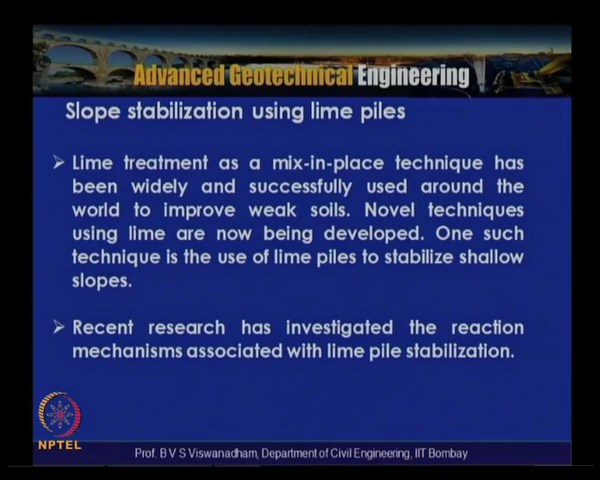 Advanced Geotechnical Engineering
Slope stabilization using lime piles
➢ Lime treatment as a mix-in-place technique has
been widely and successfully used around the
world to improve weak soils. Novel techniques
using lime are now being developed. One such
technique is the use of lime piles to stabilize shallow
slopes.
➢ Recent research has investigated the reaction
mechanisms associated with lime pile stabilization.
NPTEL
Prof. B V S Viswanadham, Department of Civil Engineering, IIT Bombay